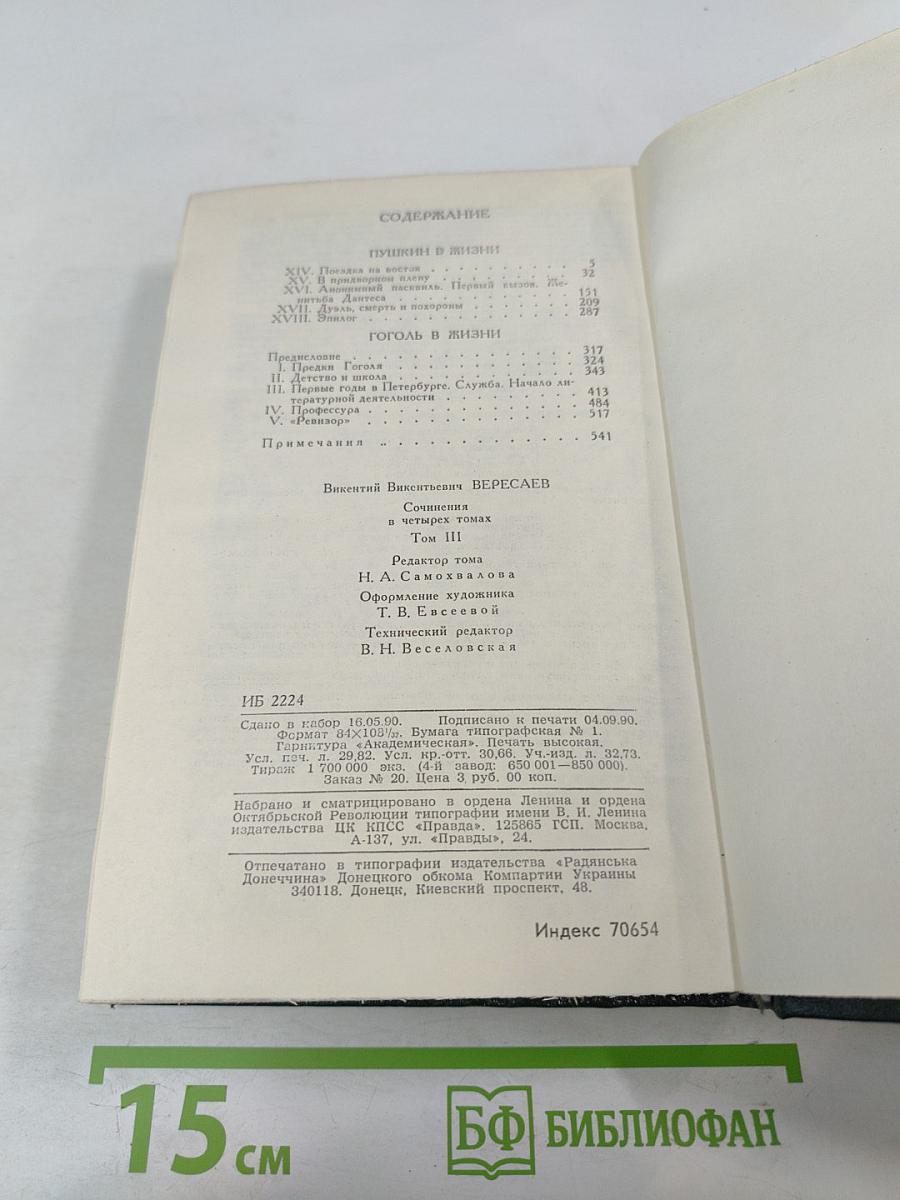 СОДЕРЖАНИЕ
ПУШКИН В ЖИЗНИ
XIV. Поездка на восток . . . . . . . . . . 5
XV. В придворном плену . . . . . . . . . 32
XVI. Анонимный пасквиль. Первый вызов. Же-
нитьба Дантеса . . . . . . . . . . . 151
XVII. Дуэль, смерть и похороны . . . . . . . 209
XVIII. Эпилог . . . . . . . . . . . . . 287
ГОГОЛЬ В ЖИЗНИ
Предисловие . . . . . . . . . . . . . . 317
I. Предки Гоголя . . . . . . . . . . . . 324
II. Детство и школа . . . . . . . . . . . 343
III. Первые годы в Петербурге. Служба. Начало ли-
тературной деятельности . . . . . . . . 413
IV. Профессура . . . . . . . . . . . . . 484
V. «Ревизор» . . . . . . . . . . . . . 517
Примечания . . . . . . . . . . . . . 541
Викентий Викентьевич ВЕРЕСАЕВ
Сочинения
в четырех томах
Том III
Редактор тома
Н. А. Самохвалова
Оформление художника
Т. В. Евсеевой
Технический редактор
В. Н. Веселовская
ИБ 2224
Сдано в набор 16.05.90. Подписано к печати 04.09.90.
Формат 84×108¹/₃₂. Бумага типографская № 1.
Гарнитура «Академическая». Печать высокая.
Усл. печ. л. 29,82. Усл. кр.-отт. 30,66. Уч.-изд. л. 32,73.
Тираж 1 700 000 экз. (4-й завод: 650 001—850 000).
Заказ № 20. Цена 3 руб. 00 коп.
Набрано и сматрицировано в ордена Ленина и ордена
Октябрьской Революции типографии имени В. И. Ленина
издательства ЦК КПСС «Правда». 125865 ГСП. Москва,
А-137, ул. «Правды», 24.
Отпечатано в типографии издательства «Радянська
Донеччина» Донецкого обкома Компартии Украины
340118. Донецк, Киевский проспект, 48.
Индекс 70654
15 см
БФ БИБЛИОФАН